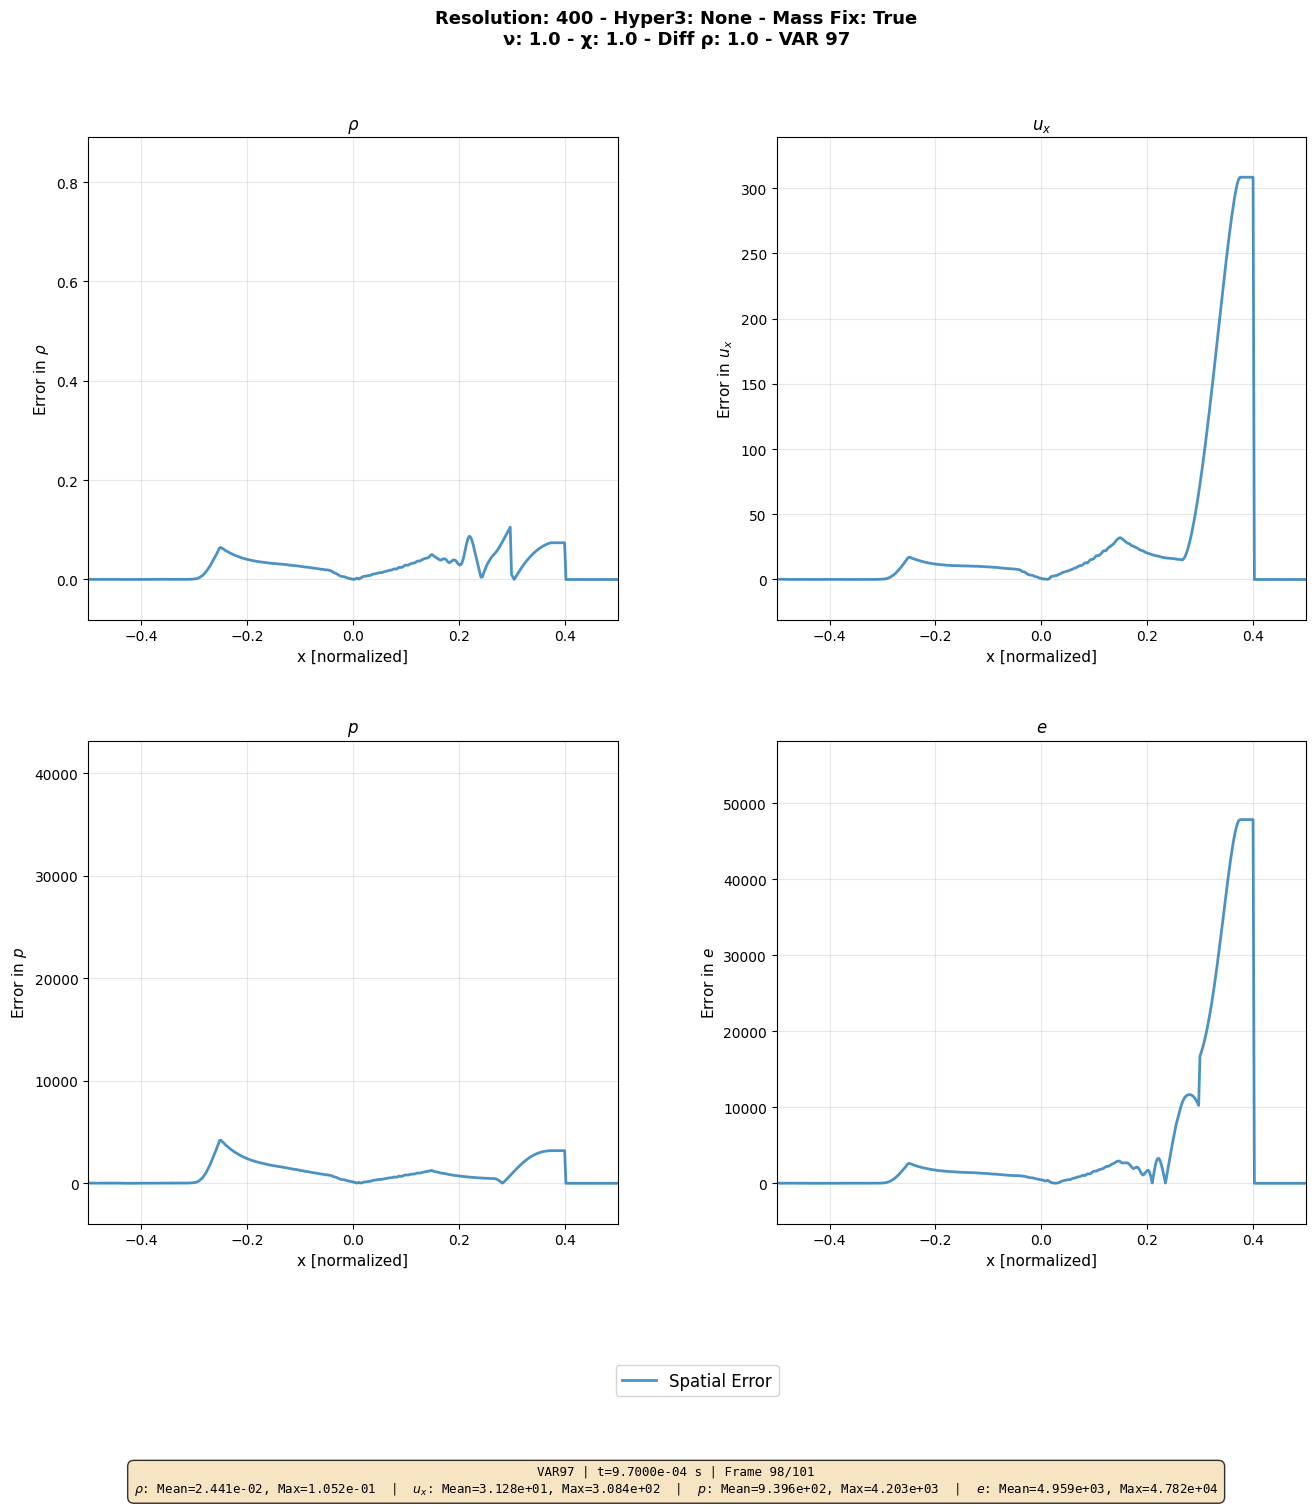 Resolution: 400 - Hyper3: None - Mass Fix: True
ν: 1.0 - χ: 1.0 - Diff ρ: 1.0 - VAR 97
ρ
Error in ρ
0.8
0.6
0.4
0.2
0.0
−0.4 −0.2 0.0 0.2 0.4
x [normalized]
u_x
Error in u_x
300
250
200
150
100
50
0
−0.4 −0.2 0.0 0.2 0.4
x [normalized]
p
Error in p
40000
30000
20000
10000
0
−0.4 −0.2 0.0 0.2 0.4
x [normalized]
e
Error in e
50000
40000
30000
20000
10000
0
−0.4 −0.2 0.0 0.2 0.4
x [normalized]
Spatial Error
VAR97 | t=9.7000e-04 s | Frame 98/101
ρ: Mean=2.441e-02, Max=1.052e-01 | u_x: Mean=3.128e+01, Max=3.084e+02 | p: Mean=9.396e+02, Max=4.203e+03 | e: Mean=4.959e+03, Max=4.782e+04